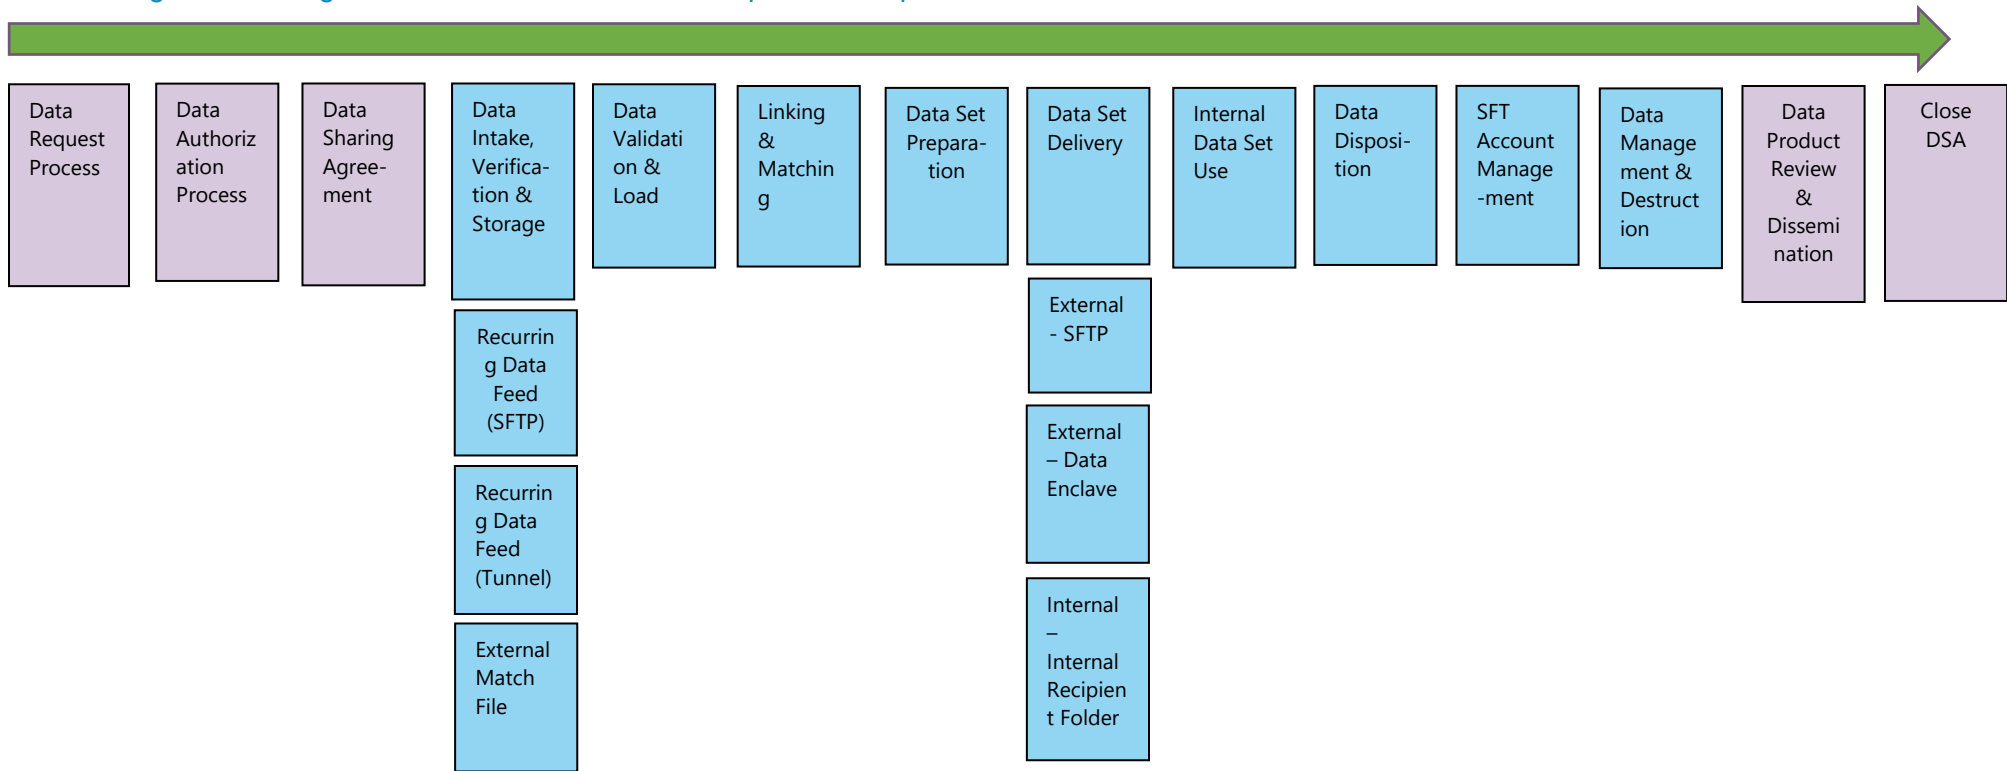 Data
Request
Process
Data
Authoriz
ation
Process
Data
Sharing
Agree-
ment
Data
Intake,
Verifica-
tion &
Storage
Data
Validati
on &
Load
Linking
&
Matchin
g
Data Set
Prepara-
tion
Data Set
Delivery
Internal
Data Set
Use
Data
Disposi-
tion
SFT
Account
Manage
-ment
Data
Manage
ment &
Destruct
ion
Data
Product
Review
&
Dissemi
nation
Close
DSA
Recurrin
g Data
Feed
(SFTP)
Recurrin
g Data
Feed
(Tunnel)
External
Match
File
External
- SFTP
External
– Data
Enclave
Internal
–
Internal
Recipien
t Folder